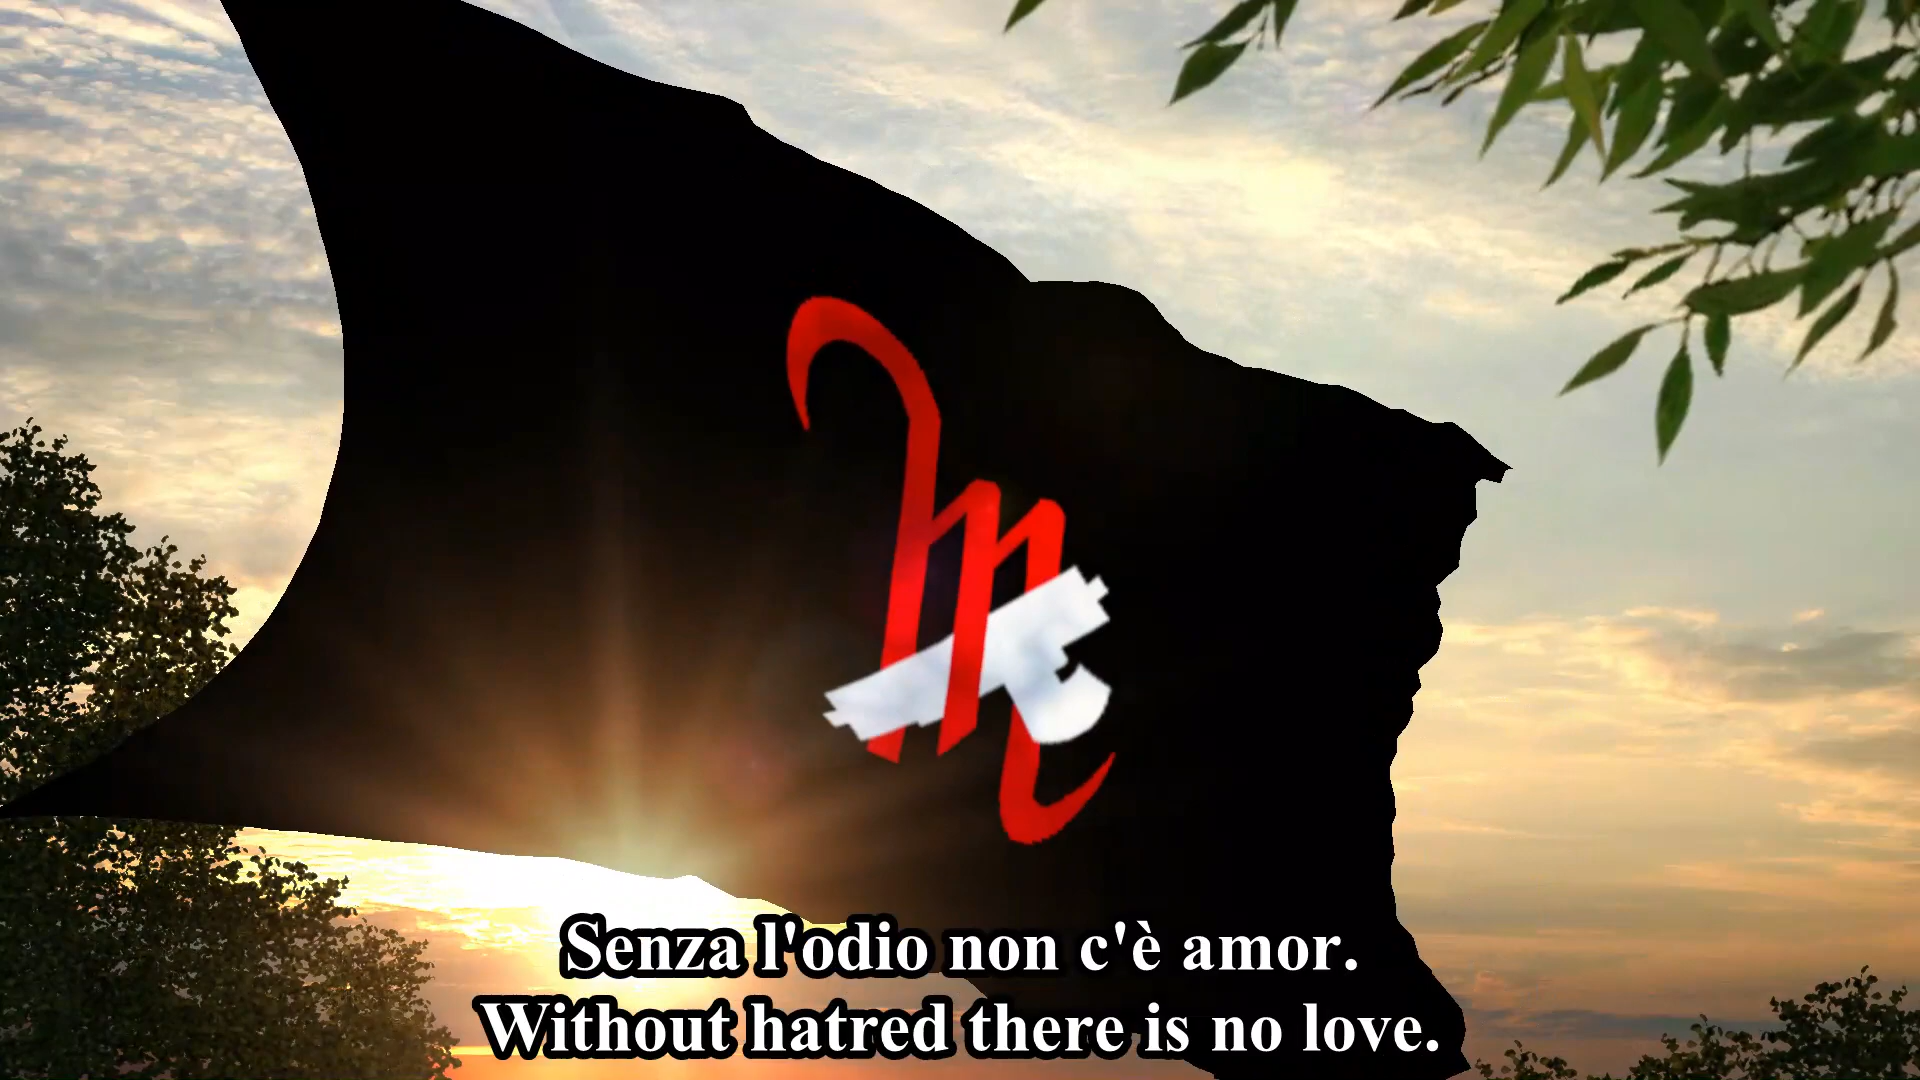 Senza l'odio non c'è amor.
Without hatred there is no love.